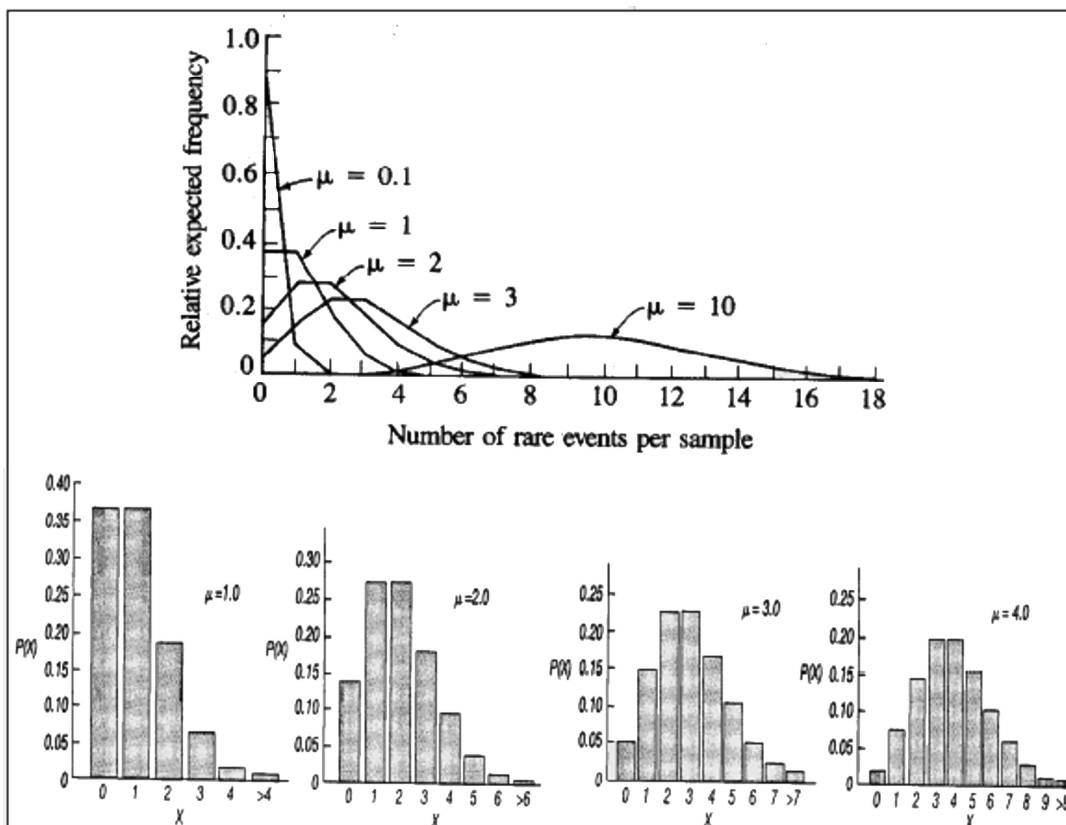 1.0
0.8
0.6
0.4
0.2
0
Relative expected frequency
μ = 0.1
μ = 1
μ = 2
μ = 3
μ = 10
0 2 4 6 8 10 12 14 16 18
Number of rare events per sample
0.40
0.35
0.30
0.25
0.20
0.15
0.10
0.05
0
P(X)
μ=1.0
0 1 2 3 4 >4
X
0.30
0.25
0.20
0.15
0.10
0.05
0
P(X)
μ=2.0
0 1 2 3 4 5 6 >6
X
0.25
0.20
0.15
0.10
0.05
0
P(X)
μ=3.0
0 1 2 3 4 5 6 7 >7
X
0.25
0.20
0.15
0.10
0.05
0
P(X)
μ=4.0
0 1 2 3 4 5 6 7 8 9
X